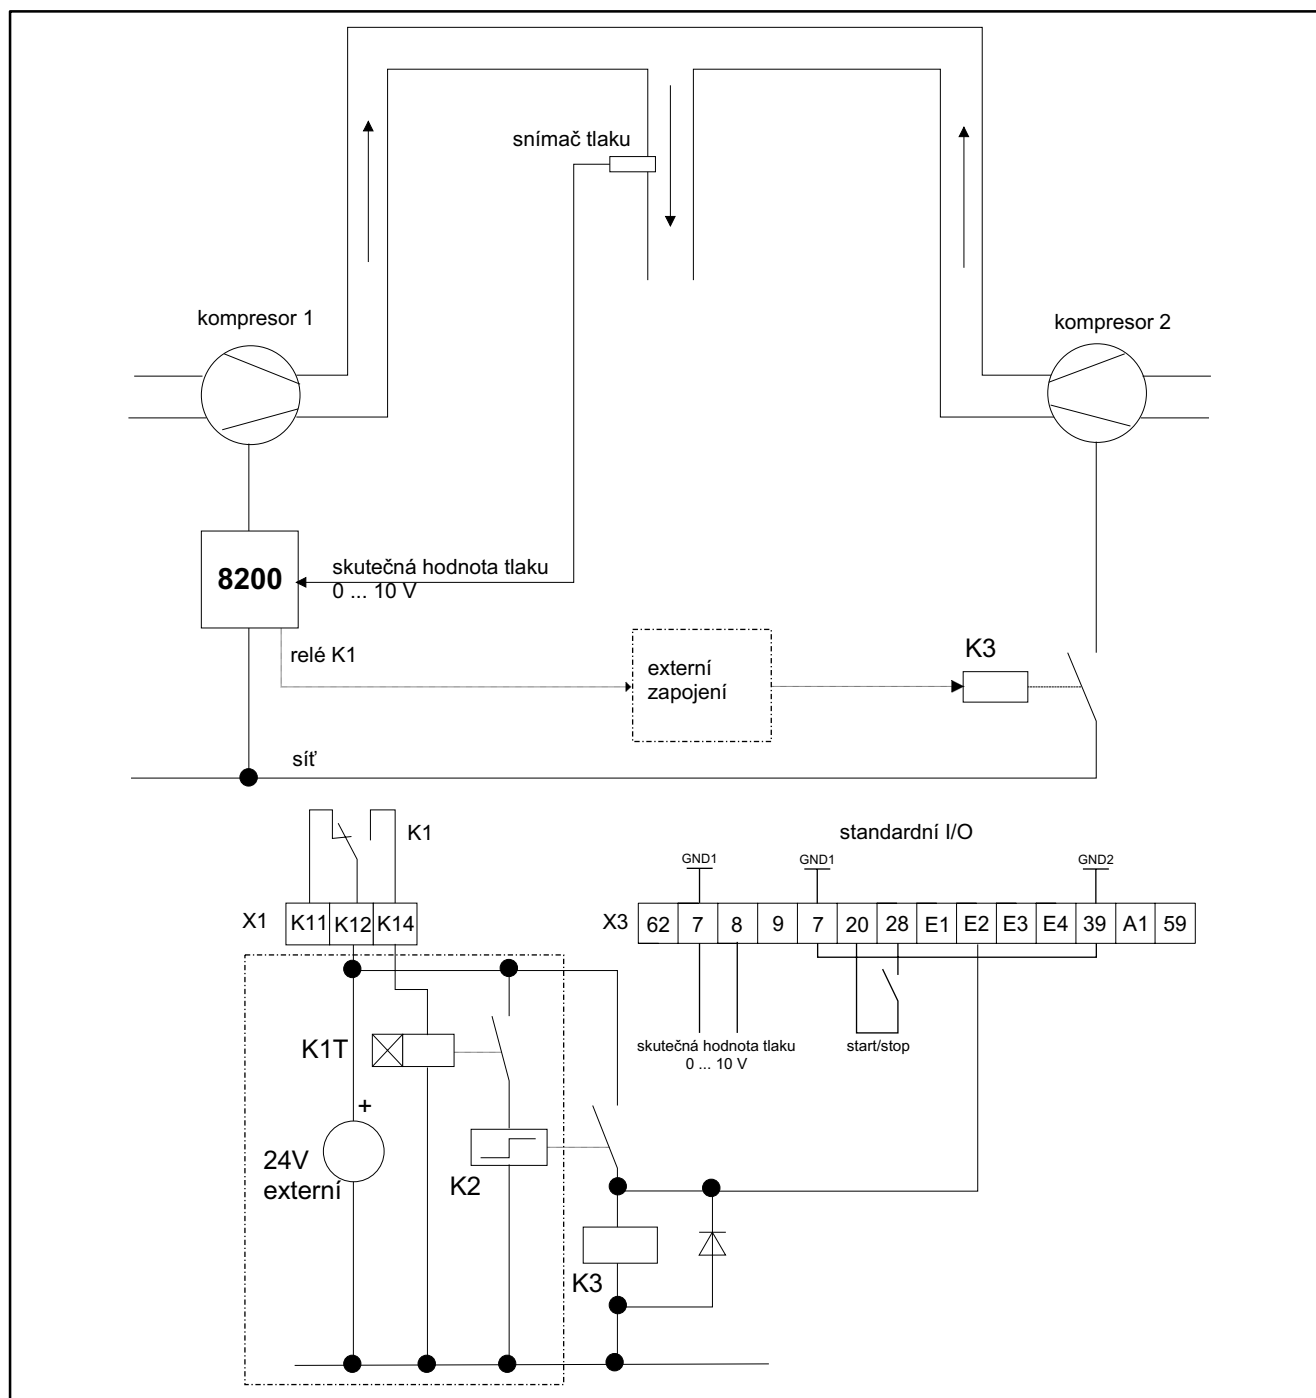 snímač tlaku
kompresor 1
kompresor 2
8200
skutečná hodnota tlaku
0 ... 10 V
relé K1
externí
zapojení
K3
síť
K1
standardní I/O
GND1
GND1
GND2
X1
K11 K12 K14
X3
62 7 8 9 7 20 28 E1 E2 E3 E4 39 A1 59
K1T
skutečná hodnota tlaku
0 ... 10 V
start/stop
+
24V
externí
K2
K3